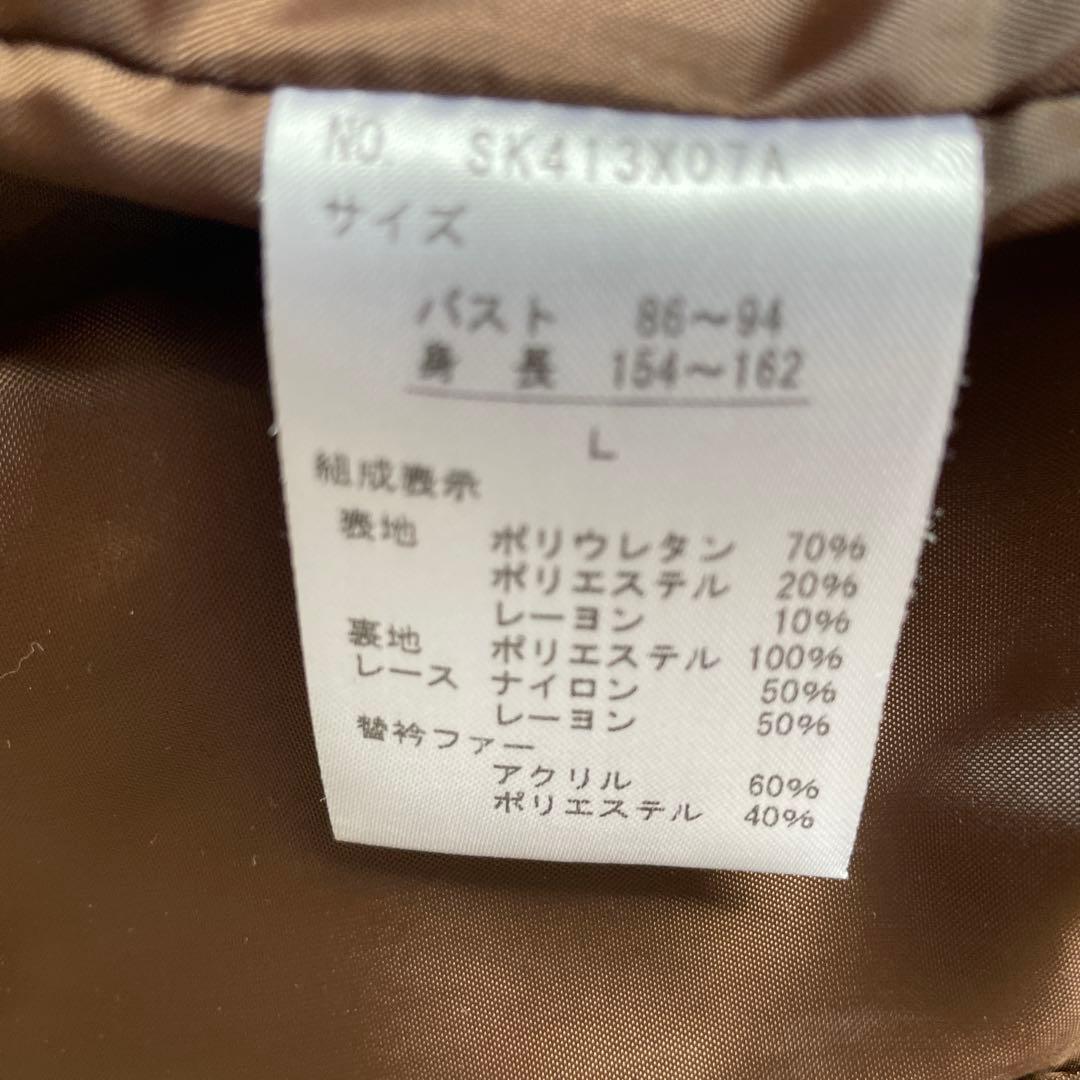 NO. SK413X07A
サイズ
バスト 86～94
身長 154～162
L
組成表示
表地 ポリウレタン 70%
ポリエステル 20%
レーヨン 10%
裏地 ポリエステル 100%
レース ナイロン 50%
レーヨン 50%
替衿ファー
アクリル 60%
ポリエステル 40%